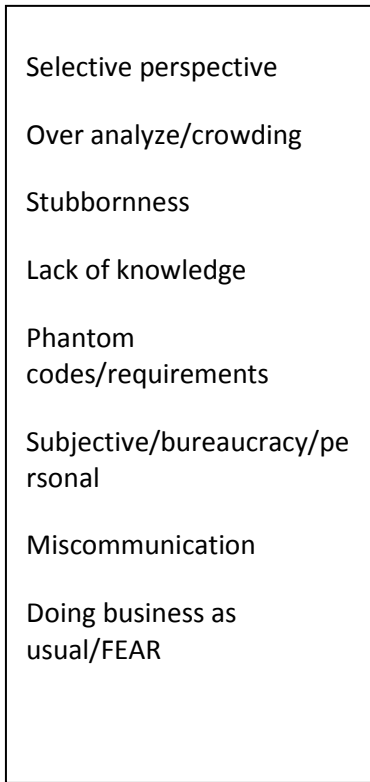 Selective perspective
Over analyze/crowding
Stubbornness
Lack of knowledge
Phantom
codes/requirements
Subjective/bureaucracy/pe
rsonal
Miscommunication
Doing business as
usual/FEAR